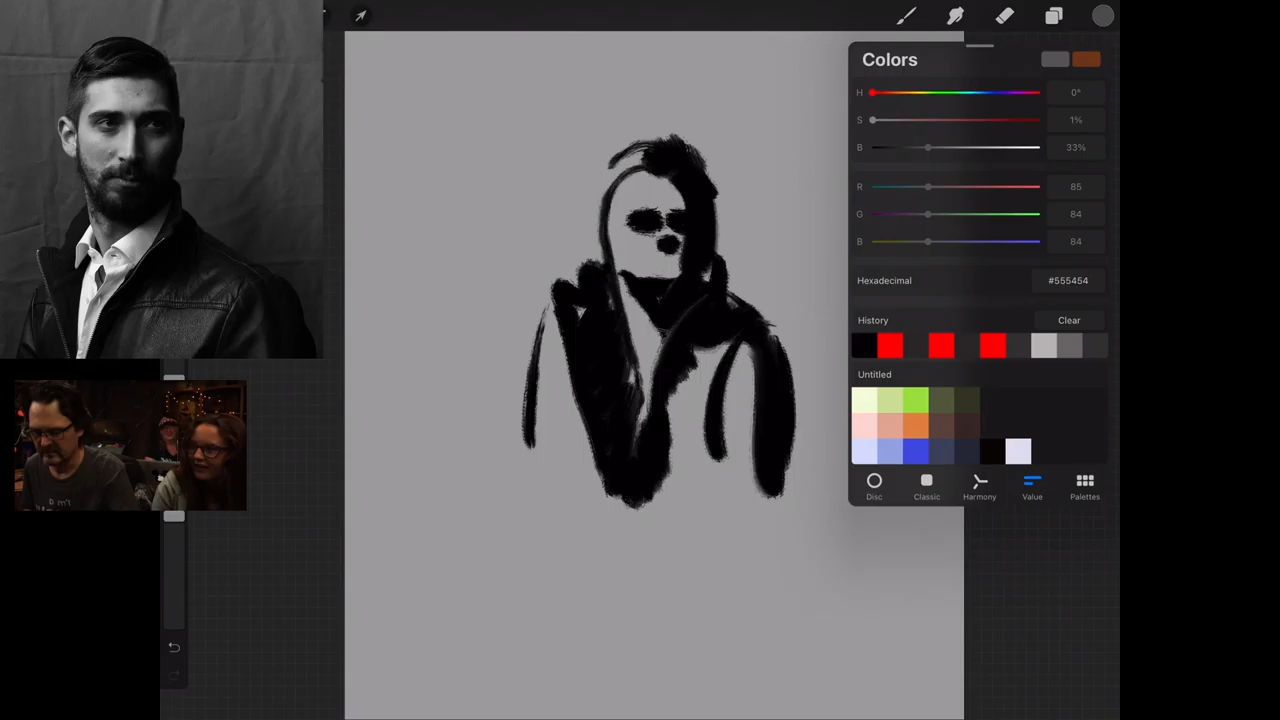 Colors
H 0°
S 1%
B 33%
R 85
G 84
B 84
Hexadecimal #555454
History Clear
Untitled
Disc Classic Harmony Value Palettes